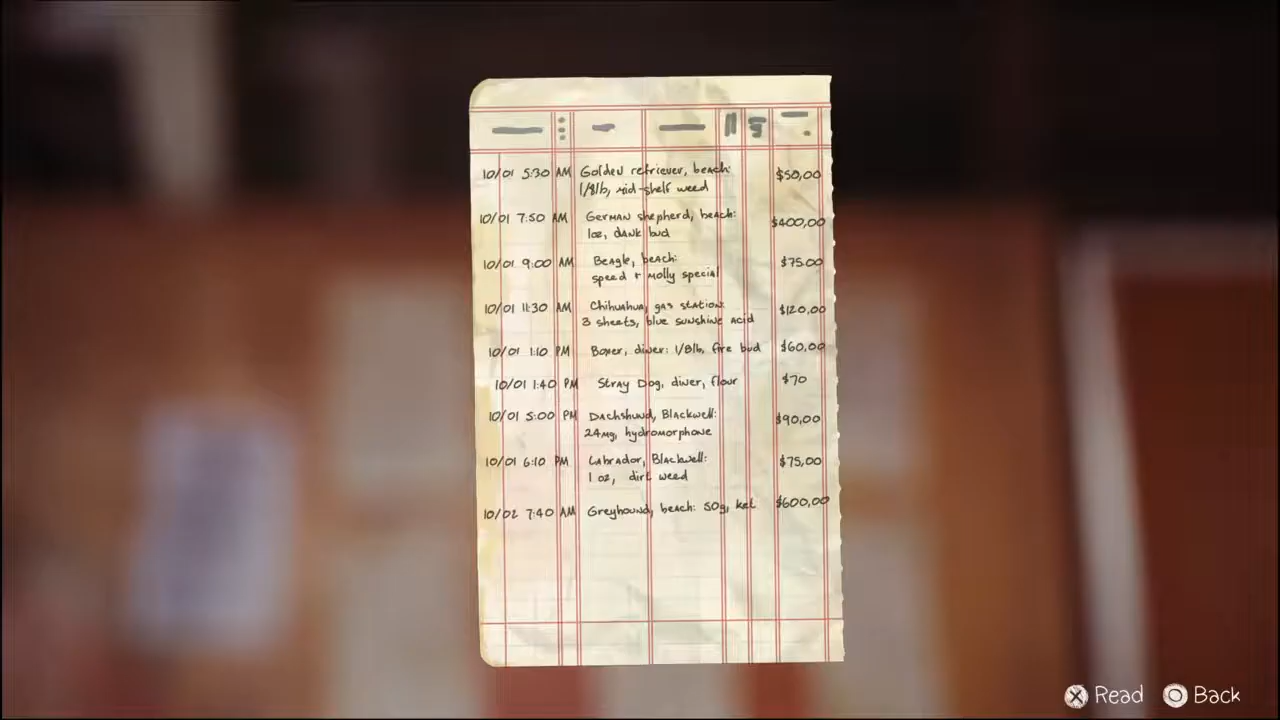 10/01 5:30 AM Golden retriever, beach: $50,00
1/8lb, mid-shelf weed
10/01 7:50 AM German shepherd, beach: $400,00
1oz, dank bud
10/01 9:00 AM Beagle, beach: $75.00
speed + molly special
10/01 11:30 AM Chihuahua, gas station: $120,00
3 sheets, blue sunshine acid
10/01 1:10 PM Boxer, diner: 1/8lb, fire bud $60,00
10/01 1:40 PM Stray Dog, diner, flour $70
10/01 5:00 PM Dachshund, Blackwell: $90,00
24mg, hydromorphone
10/01 6:10 PM Labrador, Blackwell: $75,00
1 oz, dirt weed
10/02 7:40 AM Greyhound, beach: 50g, ket $600,00
Read Back